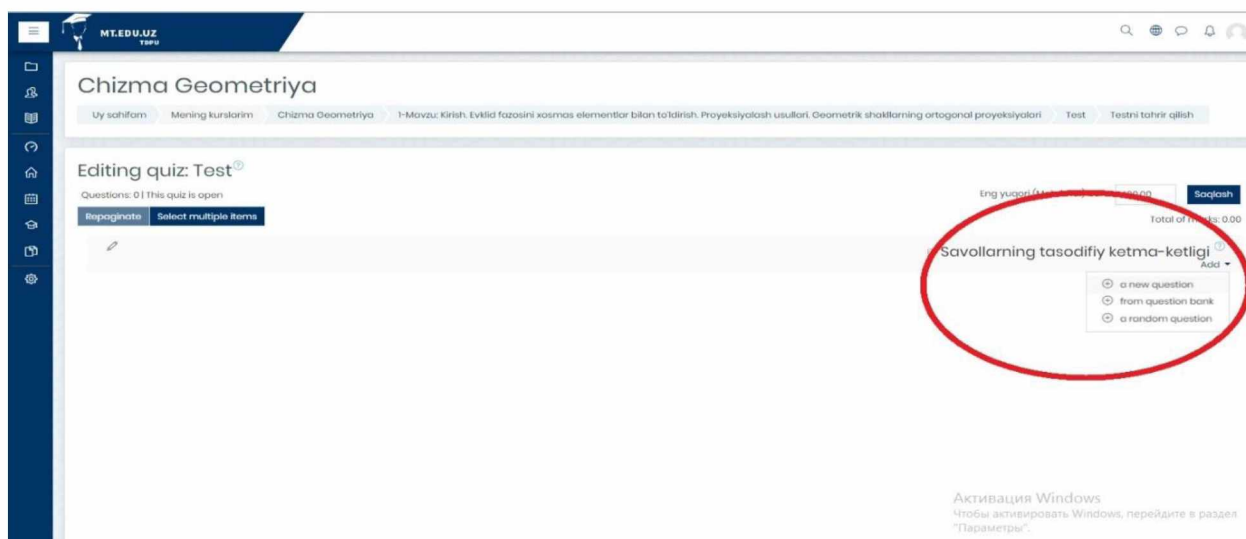 MT.EDU.UZ
TDPU
Chizma Geometriya
Uy sahifam Mening kurslarim Chizma Geometriya 1-Mavzu: Kirish. Evklid fazosini xosmas elementlar bilan to'ldirish. Proyeksiyalash usullari. Geometrik shakllarning ortogonal proyeksiyalari Test Testni tahrir qilish
Editing quiz: Test
Questions: 0 | This quiz is open
Eng yuqori Saqlash
Repaginate Select multiple items
Total of marks: 0.00
Savollarning tasodifiy ketma-ketligi
Add
a new question
from question bank
a random question
Активация Windows
Чтобы активировать Windows, перейдите в раздел
"Параметры".